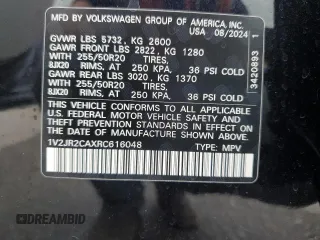 MFD. BY VOLKSWAGEN GROUP OF AMERICA, INC.
USA 08/2024
GVWR LBS 5732, KG 2600
GAWR FRONT LBS 2822, KG 1280
WITH 255/50R20 TIRES,
8JX20 RIMS, AT 250 KPA, 36 PSI COLD
GAWR REAR LBS 3020, KG 1370
WITH 255/50R20 TIRES,
8JX20 RIMS, AT 250 KPA, 36 PSI COLD
THIS VEHICLE CONFORMS TO ALL APPLICABLE
U.S. FEDERAL MOTOR VEHICLE SAFETY STANDARDS
IN EFFECT ON THE DATE OF MANUFACTURE SHOWN ABOVE.
1V2JR2CAXRC616048 TYPE: MPV
3420893 1
DREAMBID